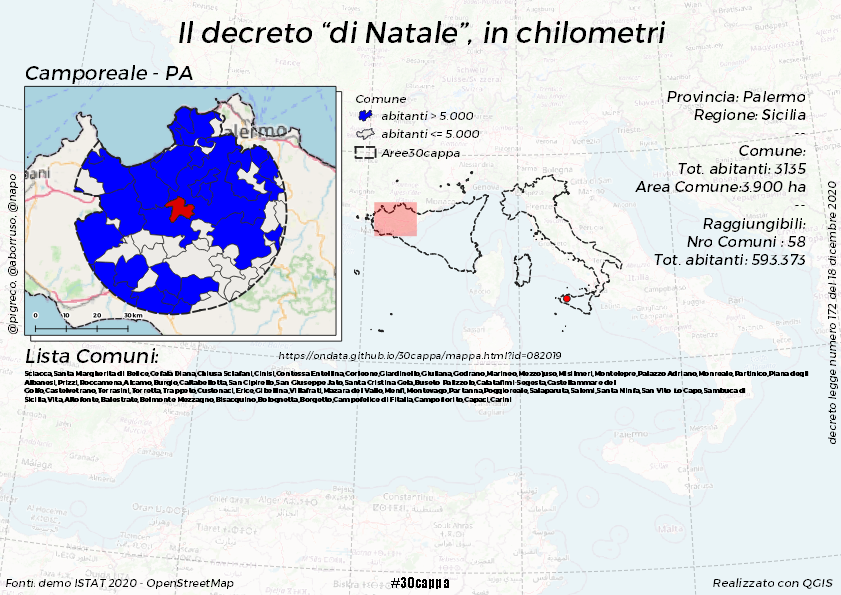 Il decreto “di Natale”, in chilometri
Camporeale - PA
Comune
abitanti > 5.000
abitanti <= 5.000
Aree30cappa
Provincia: Palermo
Regione: Sicilia
--
Comune:
Tot. abitanti: 3135
Area Comune:3.900 ha
--
Raggiungibili:
Nro Comuni : 58
Tot. abitanti: 593.373
alermo
ani
0 10 20 30 km
@pigreco, @aborruso, @napo
decreto legge numero 172 del 18 dicembre 2020
Lista Comuni:
https://ondata.github.io/30cappa/mappa.html?id=082019
Sciacca,Santa Margherita di Belice,Cefalà Diana,Chiusa Sclafani,Cinisi,Contessa Entellina,Corleone,Giardinello,Giuliana,Godrano,Marineo,Mezzojuso,Misilmeri,Montelepre,Palazzo Adriano,Monreale,Partinico,Piana degli
Albanesi,Prizzi,Roccamena,Alcamo,Burgio,Caltabellotta,San Cipirello,San Giuseppe Jato,Santa Cristina Gela,Buseto Palizzolo,Calatafimi-Segesta,Castellammare del
Golfo,Castelvetrano,Terrasini,Torretta,Trappeto,Custonaci,Erice,Gibellina,Villafrati,Mazara del Vallo,Menfi,Montevago,Partanna,Poggioreale,Salaparuta,Salemi,Santa Ninfa,San Vito Lo Capo,Sambuca di
Sicilia,Vita,Altofonte,Balestrate,Belmonte Mezzagno,Bisacquino,Bolognetta,Borgetto,Campofelice di Fitalia,Campofiorito,Capaci,Carini
Constantine
Malta
Fonti: demo ISTAT 2020 - OpenStreetMap
#30cappa
Realizzato con QGIS